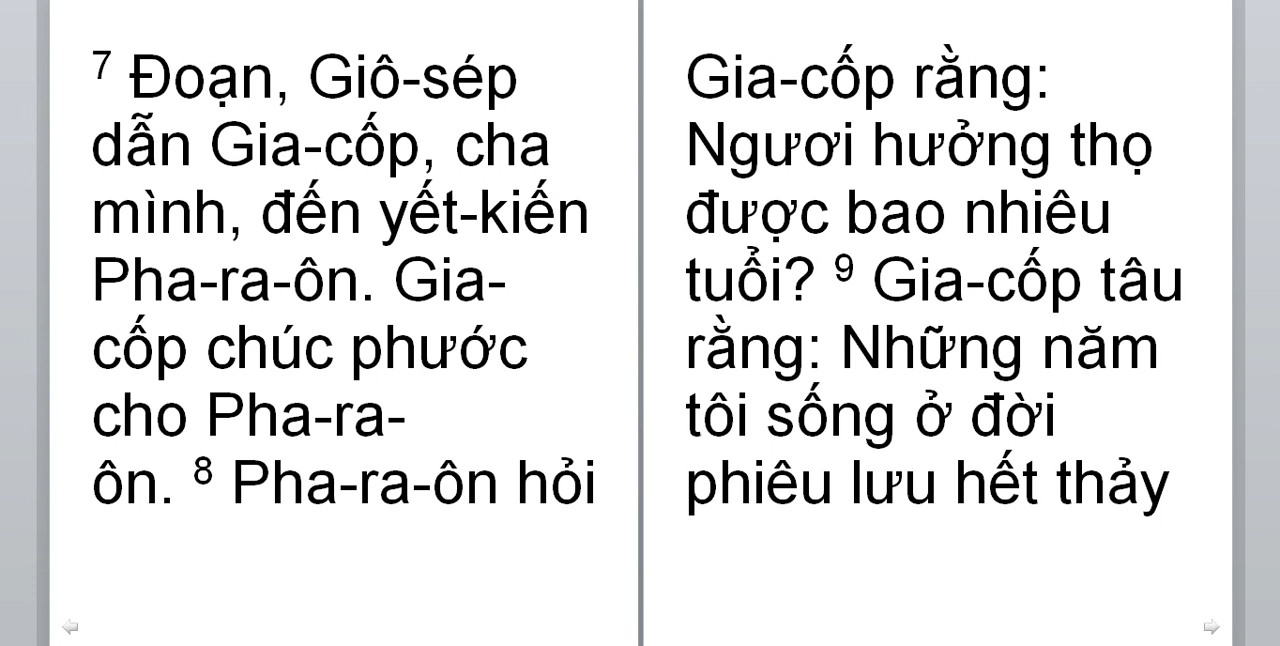 7 Đoạn, Giô-sép
dẫn Gia-cốp, cha
mình, đến yết-kiến
Pha-ra-ôn. Gia-
cốp chúc phước
cho Pha-ra-
ôn. 8 Pha-ra-ôn hỏi
Gia-cốp rằng:
Ngươi hưởng thọ
được bao nhiêu
tuổi? 9 Gia-cốp tâu
rằng: Những năm
tôi sống ở đời
phiêu lưu hết thảy